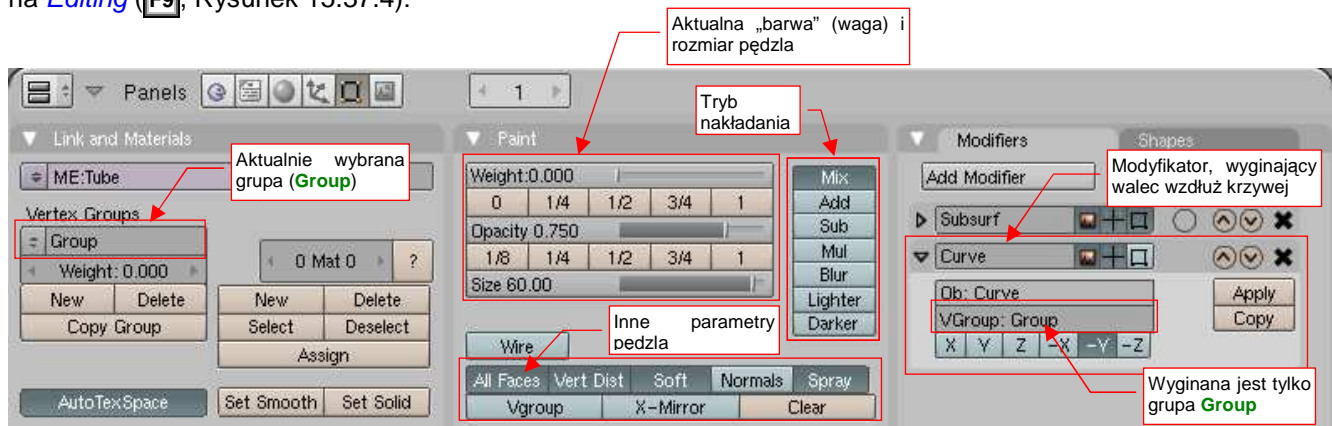 na Editing (F9, Rysunek 15.37.4).
Aktualna „barwa” (waga) i
rozmiar pędzla
Panels
1
Tryb
nakładania
Link and Materials
Paint
Modifiers
Shapes
ME:Tube
Aktualnie wybrana
grupa (Group)
Weight:0.000
Mix
Add Modifier
Modyfikator, wyginający
walec wzdłuż krzywej
0 1/4 1/2 3/4 1
Add
Vertex Groups
Opacity 0.750
Sub
Subsurf
Group
1/8 1/4 1/2 3/4 1
Mul
Curve
Weight: 0.000
0 Mat 0 ?
Size 60.00
Blur
New Delete
New Delete
Lighter
Ob: Curve
Apply
Copy Group
Select Deselect
Inne parametry
pędzla
Darker
VGroup: Group
Copy
Assign
Wire
X Y Z -X -Y -Z
All Faces Vert Dist Soft Normals Spray
Wyginana jest tylko
grupa Group
AutoTexSpace
Set Smooth Set Solid
Vgroup X-Mirror Clear